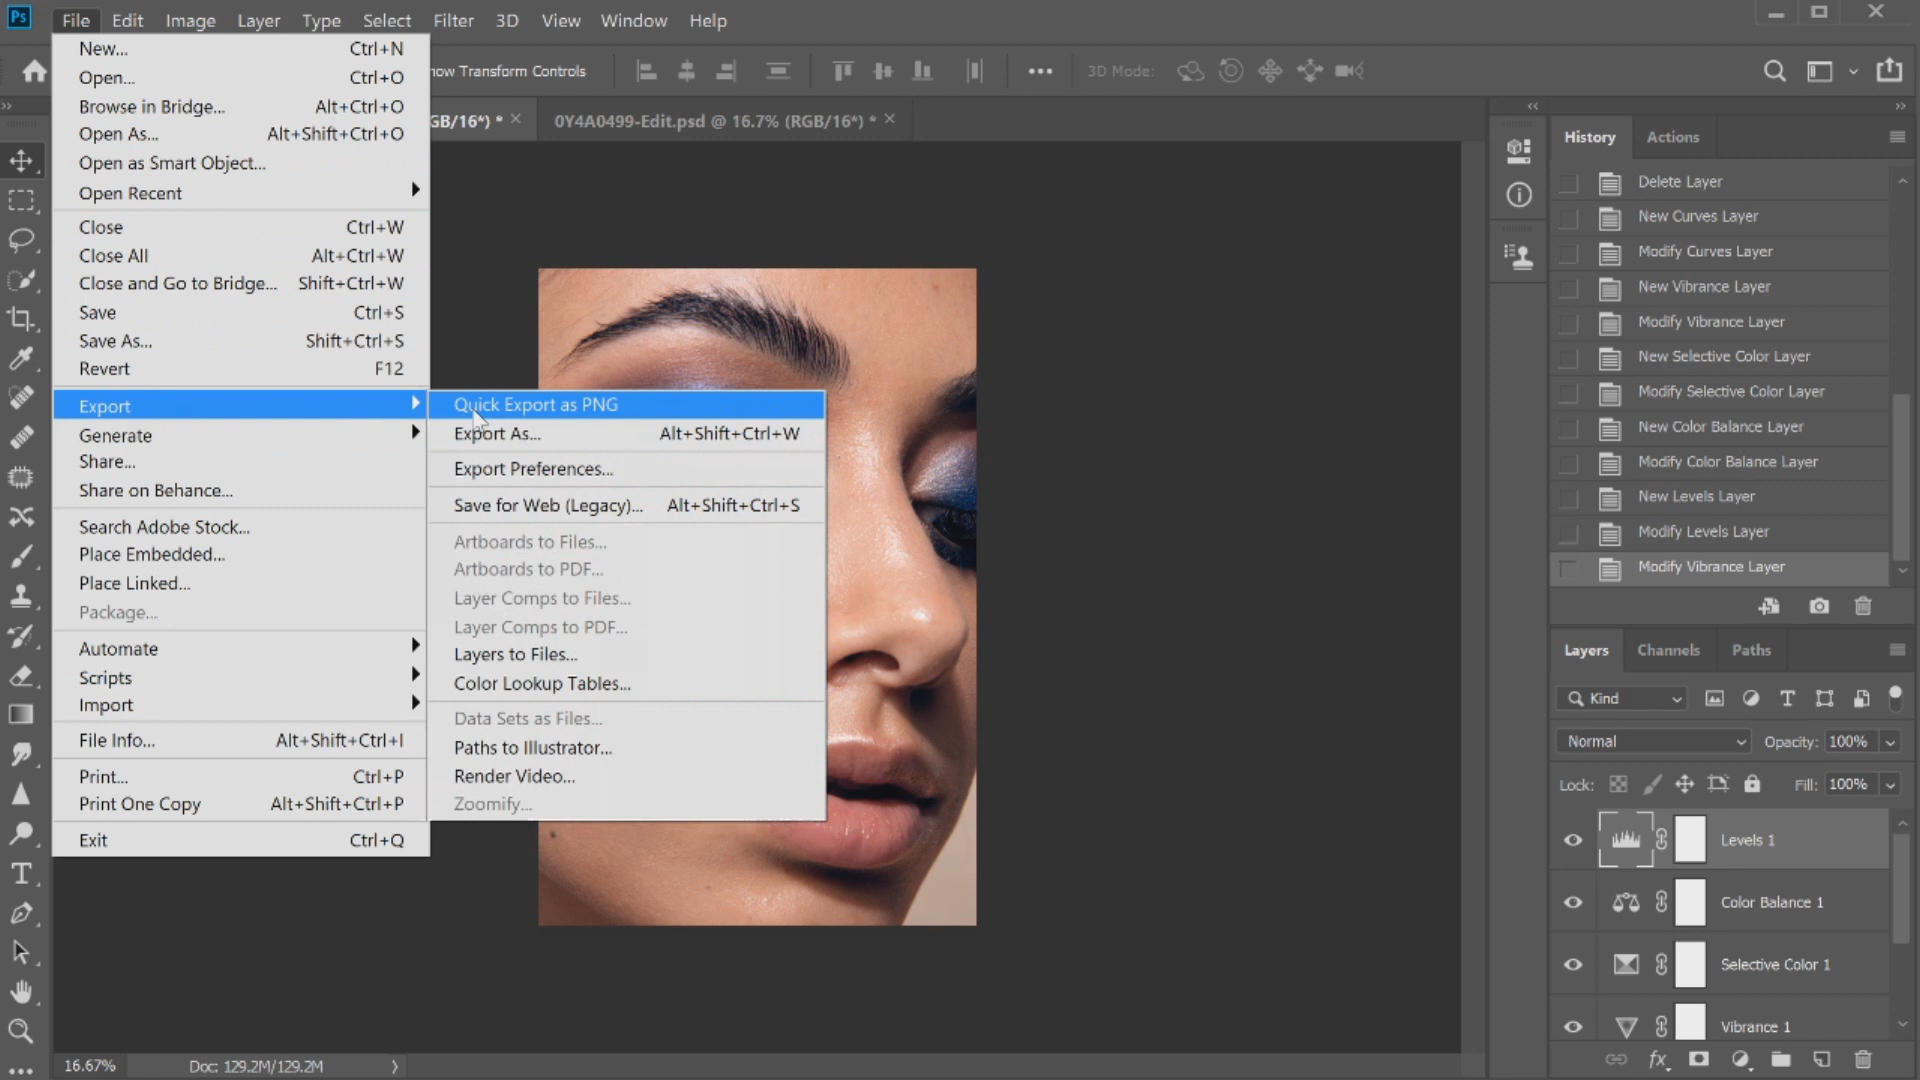 Ps File Edit Image Layer Type Select Filter 3D View Window Help
how Transform Controls 3D Mode:
GB/16*) * × 0Y4A0499-Edit.psd @ 16.7% (RGB/16*) * ×
New... Ctrl+N
Open... Ctrl+O
Browse in Bridge... Alt+Ctrl+O
Open As... Alt+Shift+Ctrl+O
Open as Smart Object...
Open Recent
Close Ctrl+W
Close All Alt+Ctrl+W
Close and Go to Bridge... Shift+Ctrl+W
Save Ctrl+S
Save As... Shift+Ctrl+S
Revert F12
Export
Generate
Share...
Share on Behance...
Search Adobe Stock...
Place Embedded...
Place Linked...
Package...
Automate
Scripts
Import
File Info... Alt+Shift+Ctrl+I
Print... Ctrl+P
Print One Copy Alt+Shift+Ctrl+P
Exit Ctrl+Q
Quick Export as PNG
Export As... Alt+Shift+Ctrl+W
Export Preferences...
Save for Web (Legacy)... Alt+Shift+Ctrl+S
Artboards to Files...
Artboards to PDF...
Layer Comps to Files...
Layer Comps to PDF...
Layers to Files...
Color Lookup Tables...
Data Sets as Files...
Paths to Illustrator...
Render Video...
Zoomify...
History Actions
Delete Layer
New Curves Layer
Modify Curves Layer
New Vibrance Layer
Modify Vibrance Layer
New Selective Color Layer
Modify Selective Color Layer
New Color Balance Layer
Modify Color Balance Layer
New Levels Layer
Modify Levels Layer
Modify Vibrance Layer
Layers Channels Paths
Kind
Normal Opacity: 100%
Lock: Fill: 100%
Levels 1
Color Balance 1
Selective Color 1
Vibrance 1
fx
16.67% Doc: 129.2M/129.2M